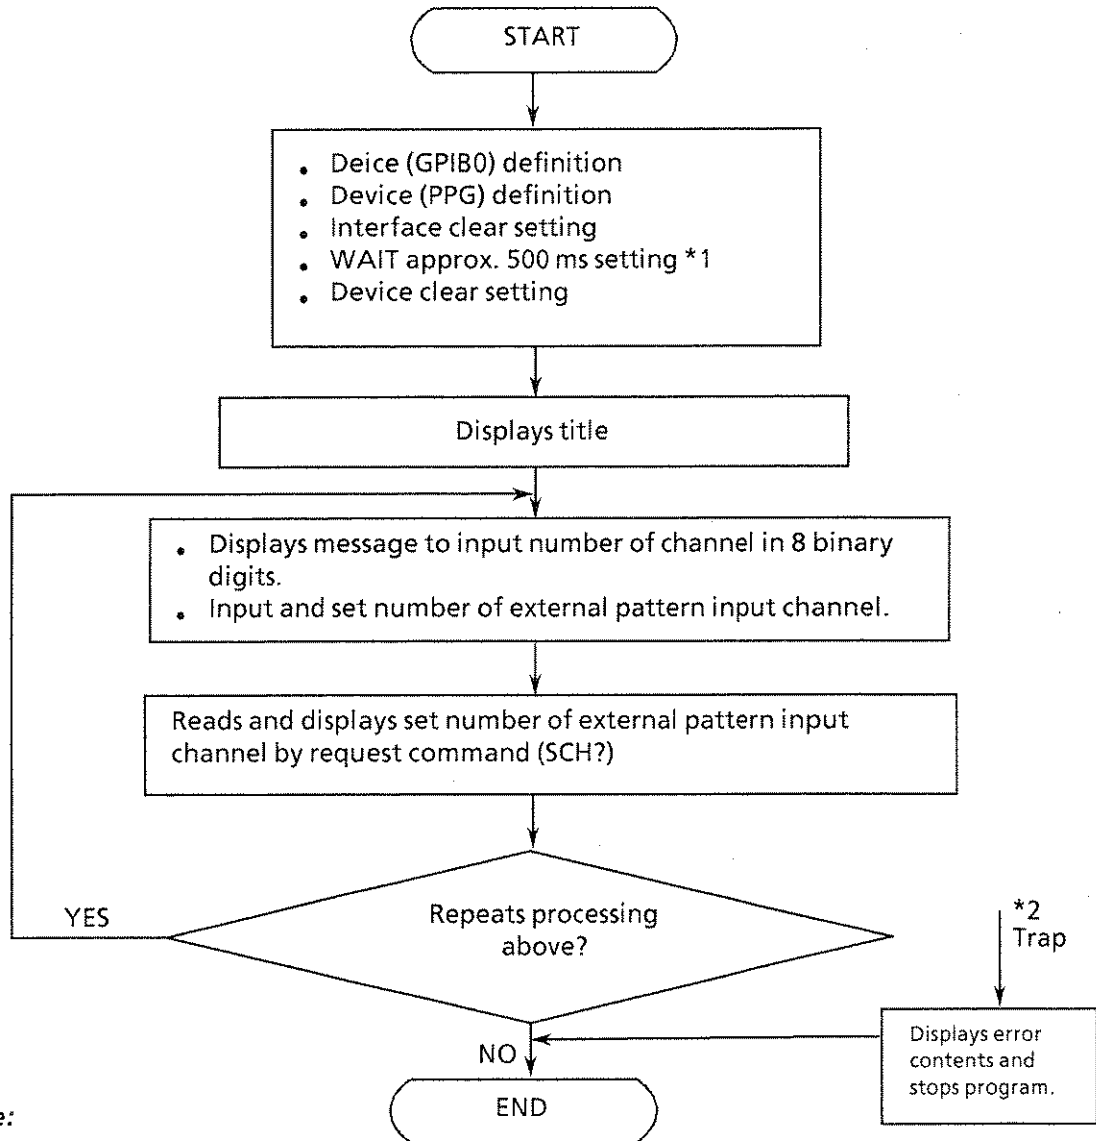 START
• Deice (GPIB0) definition
• Device (PPG) definition
• Interface clear setting
• WAIT approx. 500 ms setting *1
• Device clear setting
Displays title
• Displays message to input number of channel in 8 binary
digits.
• Input and set number of external pattern input channel.
Reads and displays set number of external pattern input
channel by request command (SCH?)
YES
Repeats processing
above?
*2
Trap
Displays error
contents and
stops program.
NO
END
e: